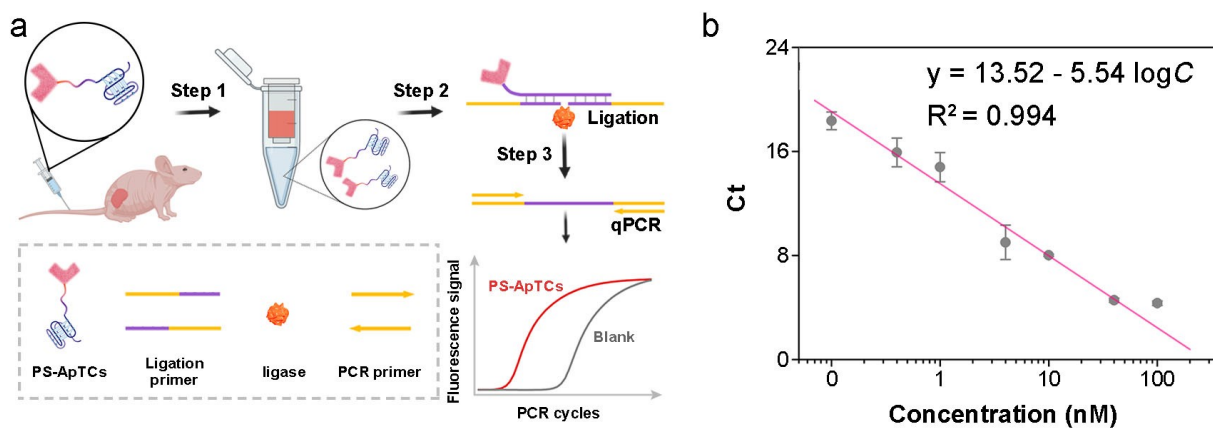 a
Step 1
Step 2
Ligation
Step 3
qPCR
PS-ApTCs
Ligation
primer
ligase
PCR primer
Fluorescence signal
PS-ApTCs
Blank
PCR cycles
b
y = 13.52 - 5.54 logC
R² = 0.994
Ct
24
16
8
0
0
1
10
100
Concentration (nM)